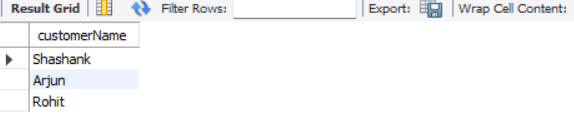 Result Grid Filter Rows: Export: Wrap Cell Content:
customerName
Shashank
Arjun
Rohit